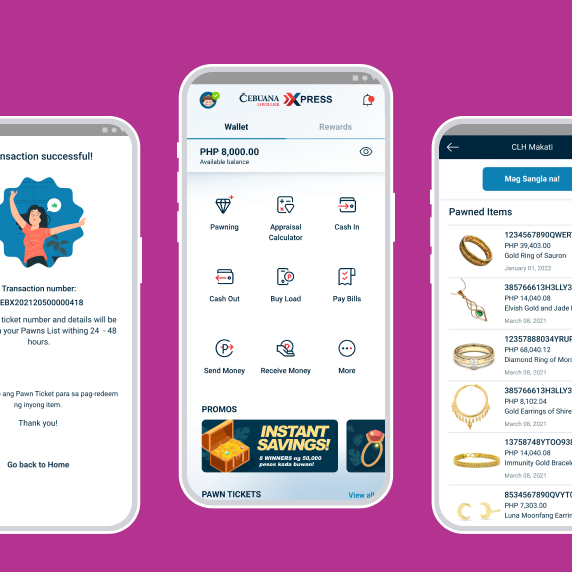 nsaction successful!
Transaction number:
EBX202120500000418
ticket number and details will be
your Pawns List withing 24 - 48
hours.
ang Pawn Ticket para sa pag-redeem
ng inyong item.
Thank you!
Go back to Home
CEBUANA LHUILLIER XPRESS
Wallet
Rewards
PHP 8,000.00
Available balance
Pawning
Appraisal
Calculator
Cash In
Cash Out
Buy Load
Pay Bills
Send Money
Receive Money
More
PROMOS
INSTANT
SAVINGS!
8 WINNERS ng 50,000
pesos kada buwan!
PAWN TICKETS
View all
CLH Makati
Mag Sangla na!
Pawned Items
1234567890QWER
PHP 39,403.00
Gold Ring of Sauron
January 01, 2022
385766613H3LLY3
PHP 14,040.08
Elvish Gold and Jade
March 08, 2021
12357888034YRUP
PHP 68,040.12
Diamond Ring of Mor
March 08, 2021
385766613H3LLY3
PHP 8,102.04
Gold Earrings of Shire
March 08, 2021
13758748YTOO938
PHP 14,040.08
Immunity Gold Bracele
March 08, 2021
8534567890QVYTC
PHP 7,303.00
Luna Moonfang Earrin